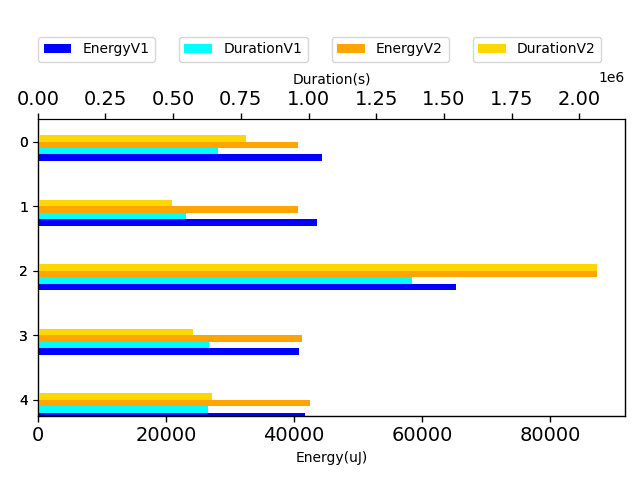 EnergyV1 DurationV1 EnergyV2 DurationV2
Duration(s)
1e6
0.00 0.25 0.50 0.75 1.00 1.25 1.50 1.75 2.00
0
1
2
3
4
0 20000 40000 60000 80000
Energy(uJ)